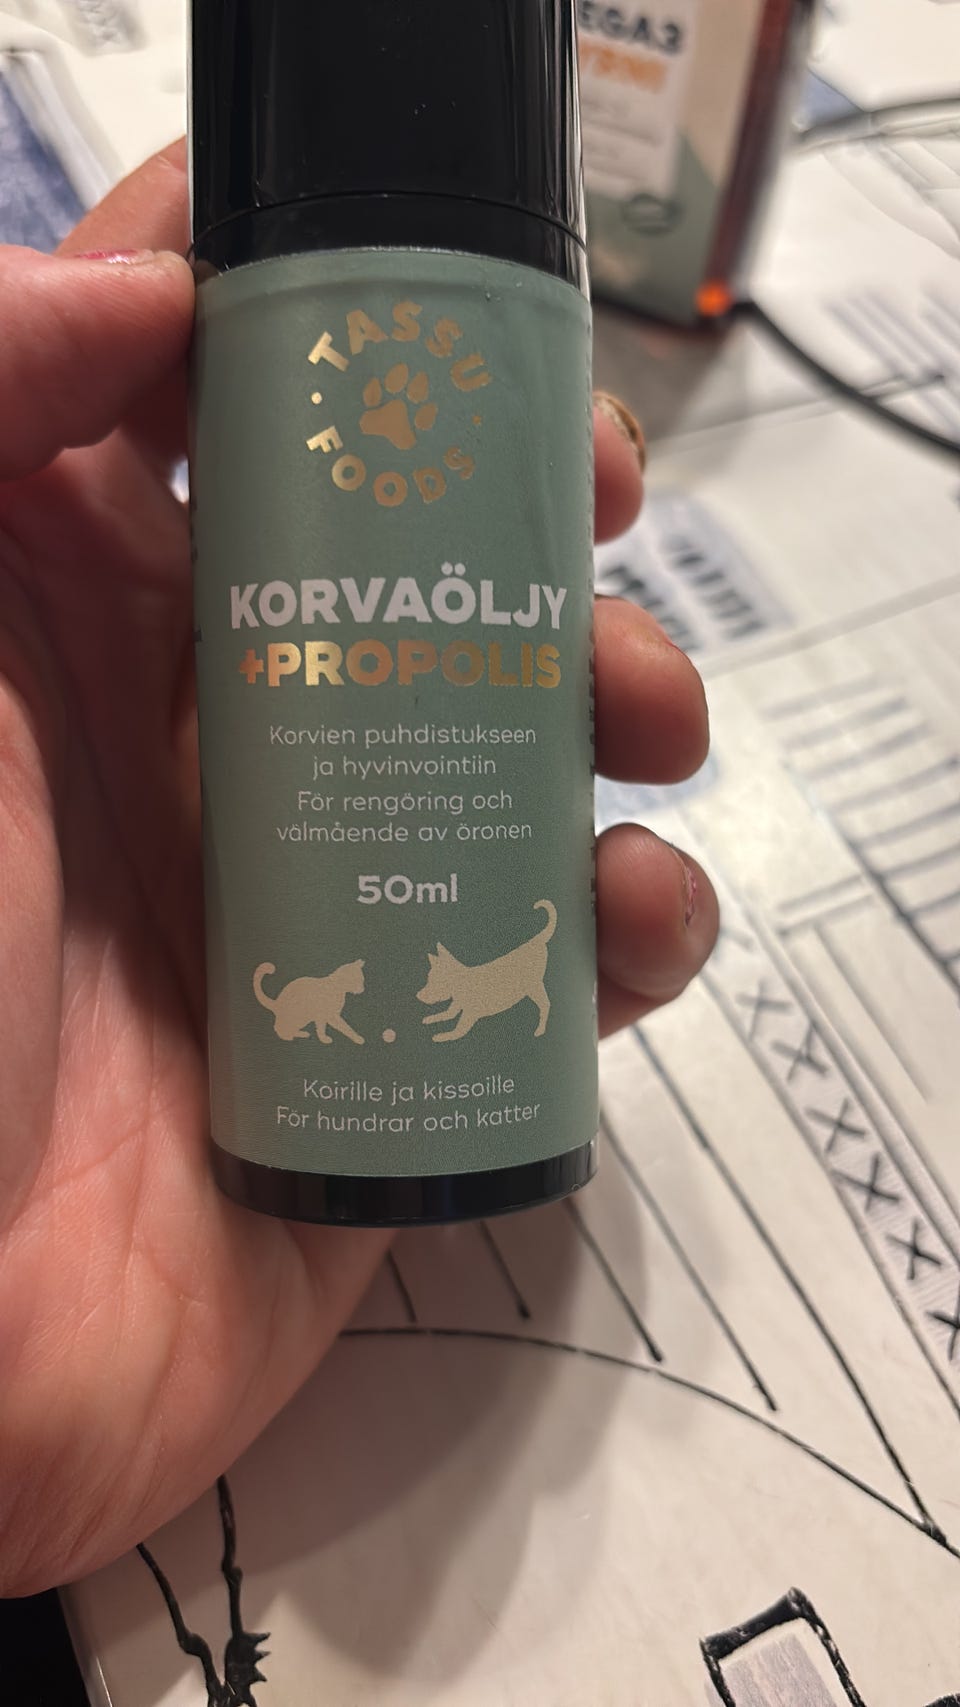 TASSU
FOODS
KORVAÖLJY
+PROPOLIS
Korvien puhdistukseen
ja hyvinvointiin
För rengöring och
välmående av öronen
50ml
Koirille ja kissoille
För hundrar och katter
EGA3